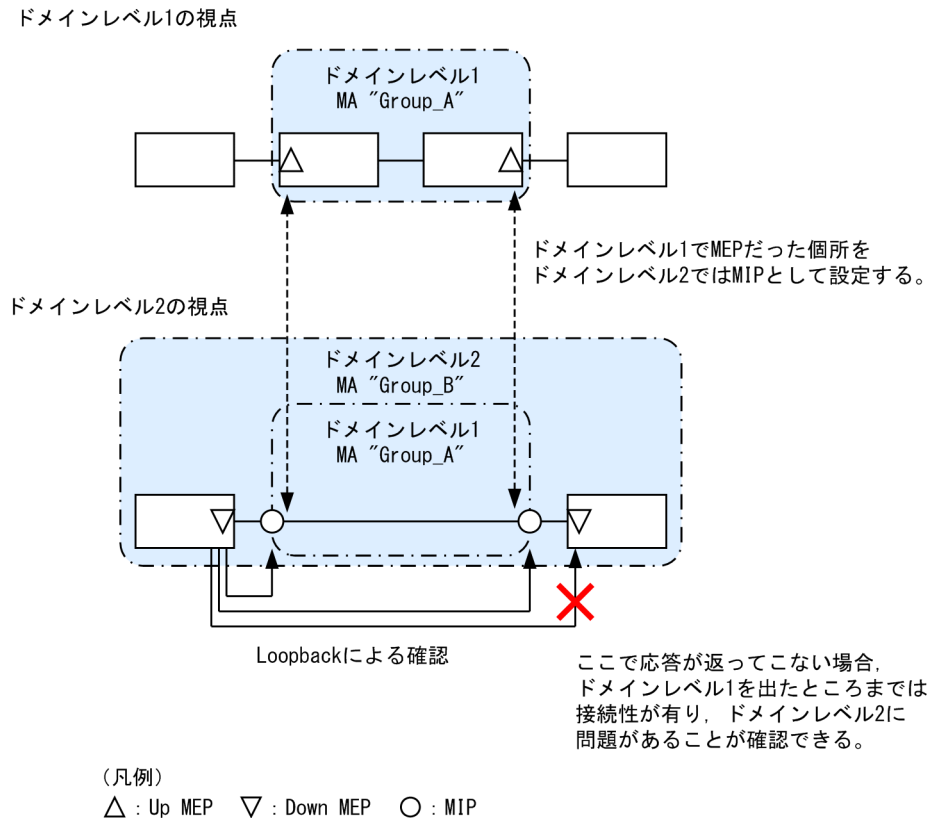 ドメインレベル1の視点
ドメインレベル1
MA "Group_A"
ドメインレベル1でMEPだった個所を
ドメインレベル2ではMIPとして設定する。
ドメインレベル2の視点
ドメインレベル2
MA "Group_B"
ドメインレベル1
MA "Group_A"
Loopbackによる確認
ここで応答が返ってこない場合,
ドメインレベル1を出たところまでは
接続性が有り, ドメインレベル2に
問題があることが確認できる。
(凡例)
△ : Up MEP ▽ : Down MEP ○ : MIP